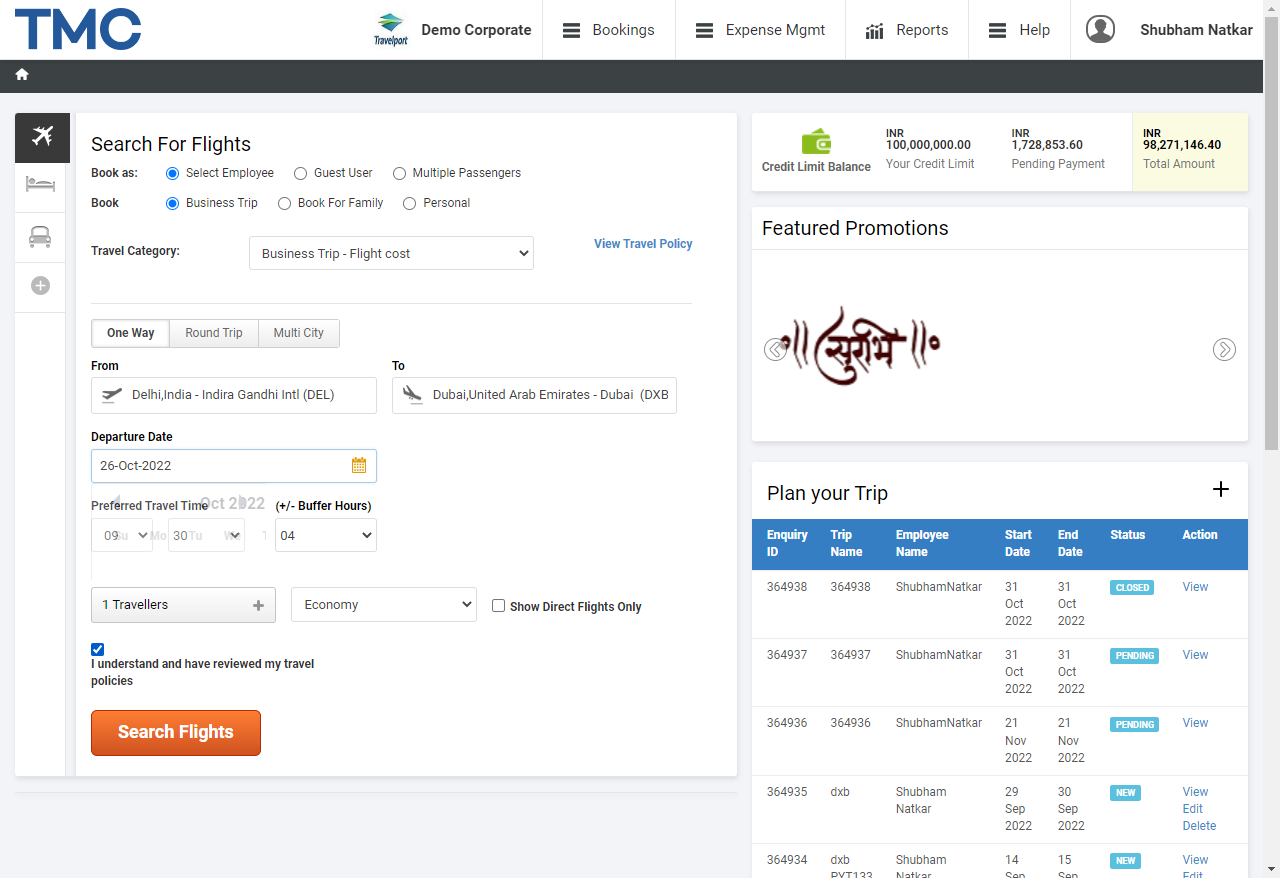 TMC
Travelport
Demo Corporate
Bookings
Expense Mgmt
Reports
Help
Shubham Natkar
Search For Flights
Book as:
Select Employee
Guest User
Multiple Passengers
Book
Business Trip
Book For Family
Personal
Travel Category:
Business Trip - Flight cost
View Travel Policy
One Way
Round Trip
Multi City
From
To
Delhi,India - Indira Gandhi Intl (DEL)
Dubai,United Arab Emirates - Dubai (DXB
Departure Date
26-Oct-2022
Oct 2022
Preferred Travel Time
(+/- Buffer Hours)
Su Mo Tu We
09
30
04
1 Travellers
Economy
Show Direct Flights Only
I understand and have reviewed my travel
policies
Search Flights
Credit Limit Balance
INR
100,000,000.00
Your Credit Limit
INR
1,728,853.60
Pending Payment
INR
98,271,146.40
Total Amount
Featured Promotions
॥सुरभि॥
Plan your Trip
Enquiry ID Trip Name Employee Name Start Date End Date Status Action
364938 364938 ShubhamNatkar 31 Oct 2022 31 Oct 2022 CLOSED View
364937 364937 ShubhamNatkar 31 Oct 2022 31 Oct 2022 PENDING View
364936 364936 ShubhamNatkar 21 Nov 2022 21 Nov 2022 PENDING View
364935 dxb Shubham Natkar 29 Sep 2022 30 Sep 2022 NEW View Edit Delete
364934 dxb PYT133 Shubham Natkar 14 Sep 15 Sep NEW View Edit